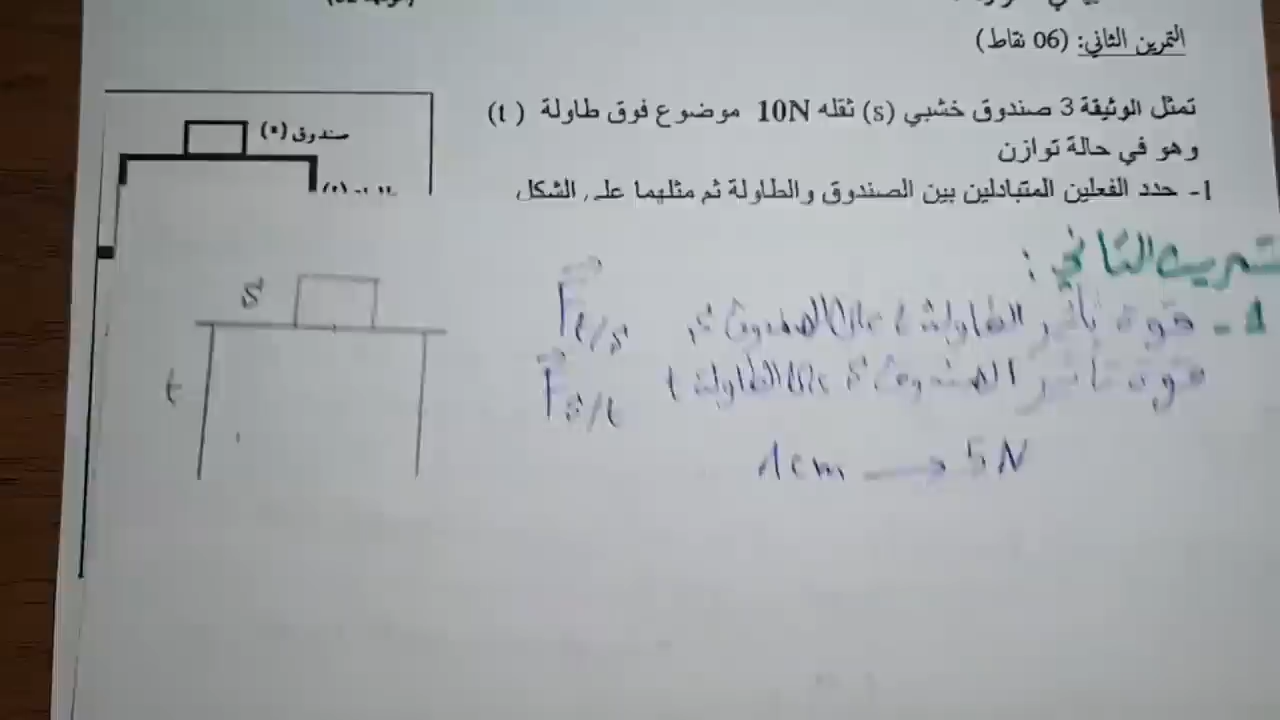 التمرين الثاني: (06 نقاط)
تمثل الوثيقة 3 صندوق خشبي (s) ثقله 10N موضوع فوق طاولة (t)
وهو في حالة توازن
1- حدد الفعلين المتبادلين بين الصندوق والطاولة ثم مثلهما على الشكل
صندوق (s)
التمرين الثاني:
1- قوة تأثير الطاولة t على الصندوق s F t/s
قوة تأثير الصندوق s على الطاولة t F s/t
1cm → 5N
s
t